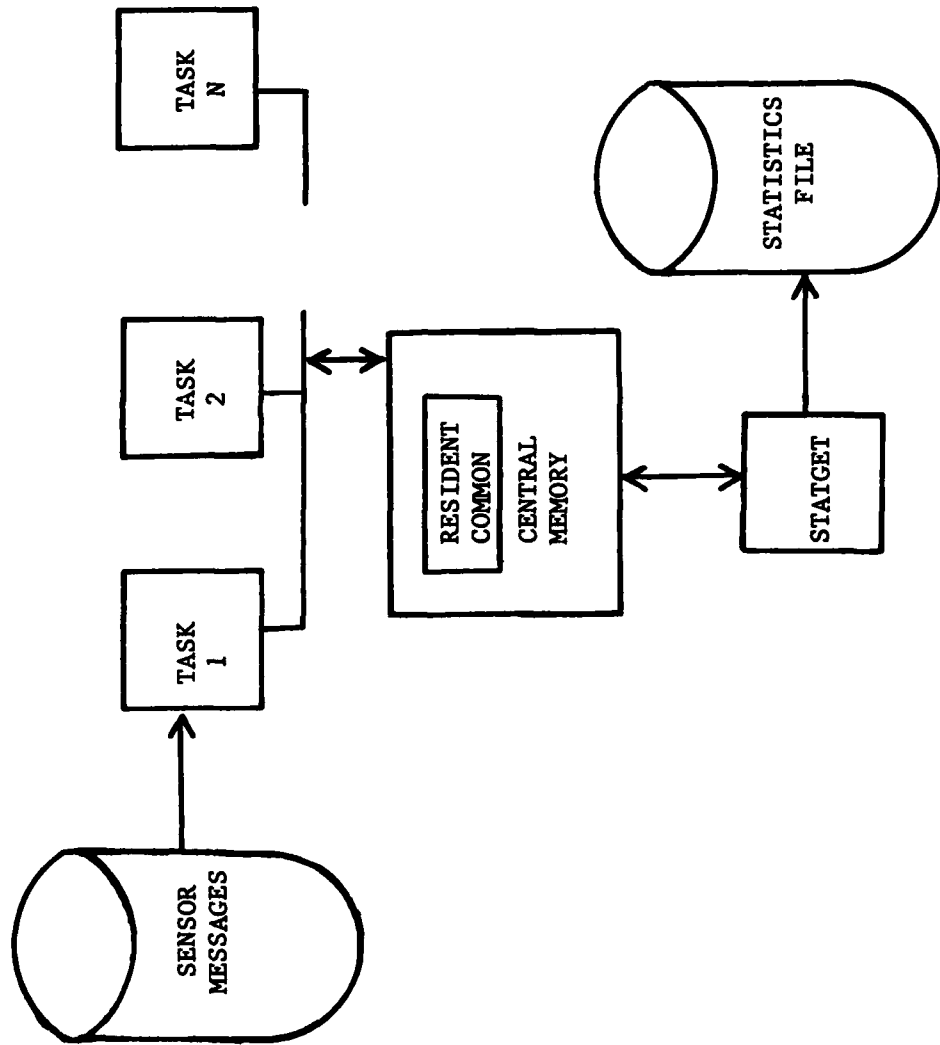 SENSOR
MESSAGES
TASK
1
TASK
2
TASK
N
RESIDENT
COMMON
CENTRAL
MEMORY
STATGET
STATISTICS
FILE